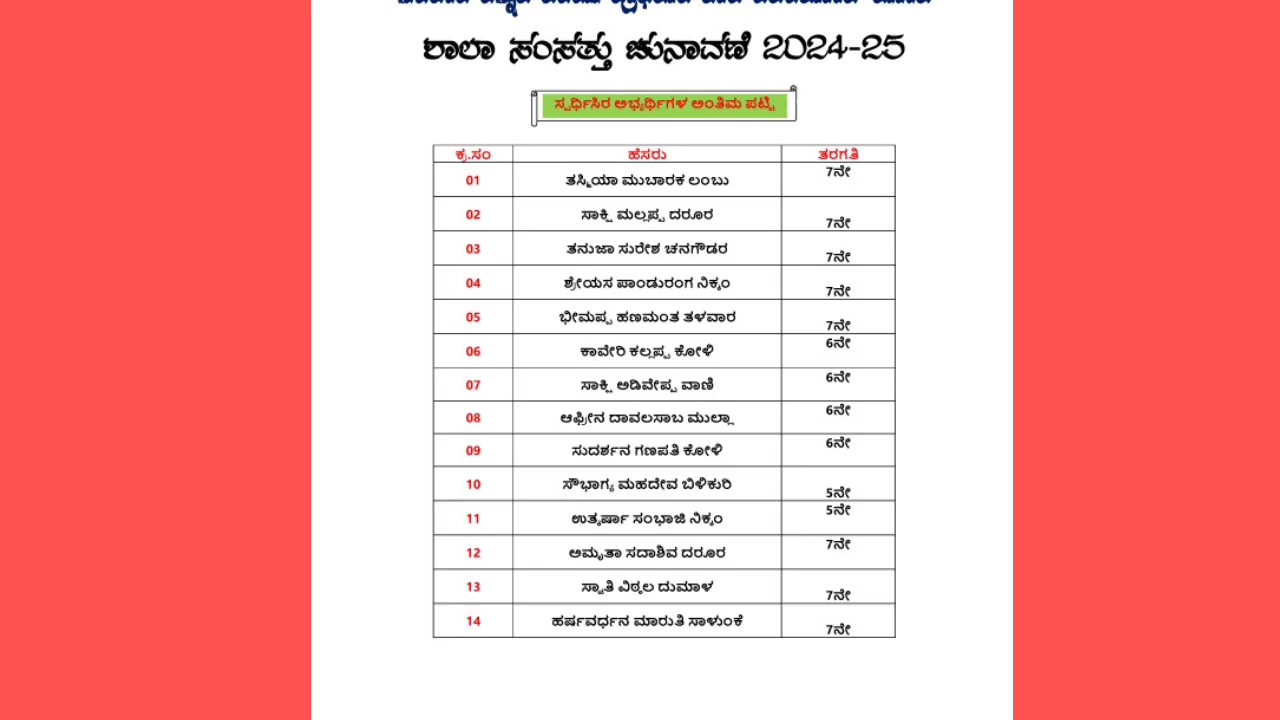 ಶಾಲಾ ಸಂಸತ್ತು ಚುನಾವಣೆ 2024-25
ಸ್ಪರ್ಧಿಸಿರ ಅಭ್ಯರ್ಥಿಗಳ ಅಂತಿಮ ಪಟ್ಟಿ
ಕ್ರ.ಸಂ ಹೆಸರು ತರಗತಿ
01 ತಸ್ಮಿಯಾ ಮುಬಾರಕ ಲಂಬು 7ನೇ
02 ಸಾಕ್ಷಿ ಮಲ್ಲಪ್ಪ ದರೂರ 7ನೇ
03 ತನುಜಾ ಸುರೇಶ ಚನಗೌಡರ 7ನೇ
04 ಶ್ರೇಯಸ ಪಾಂಡುರಂಗ ನಿಕ್ಕಂ 7ನೇ
05 ಭೀಮಪ್ಪ ಹಣಮಂತ ತಳವಾರ 7ನೇ
06 ಕಾವೇರಿ ಕಲ್ಲಪ್ಪ ಕೋಳಿ 6ನೇ
07 ಸಾಕ್ಷಿ ಅಡಿವೇಪ್ಪ ವಾಣಿ 6ನೇ
08 ಆಫ್ರೀನ ದಾವಲಸಾಬ ಮುಲ್ಲಾ 6ನೇ
09 ಸುದರ್ಶನ ಗಣಪತಿ ಕೋಳಿ 6ನೇ
10 ಸೌಭಾಗ್ಯ ಮಹದೇವ ಬಿಳಿಕುರಿ 5ನೇ
11 ಉತ್ಕರ್ಷಾ ಸಂಭಾಜಿ ನಿಕ್ಕಂ 5ನೇ
12 ಅಮೃತಾ ಸದಾಶಿವ ದರೂರ 7ನೇ
13 ಸ್ವಾತಿ ವಿಠ್ಠಲ ದುಮಾಳ 7ನೇ
14 ಹರ್ಷವರ್ಧನ ಮಾರುತಿ ಸಾಳುಂಕೆ 7ನೇ